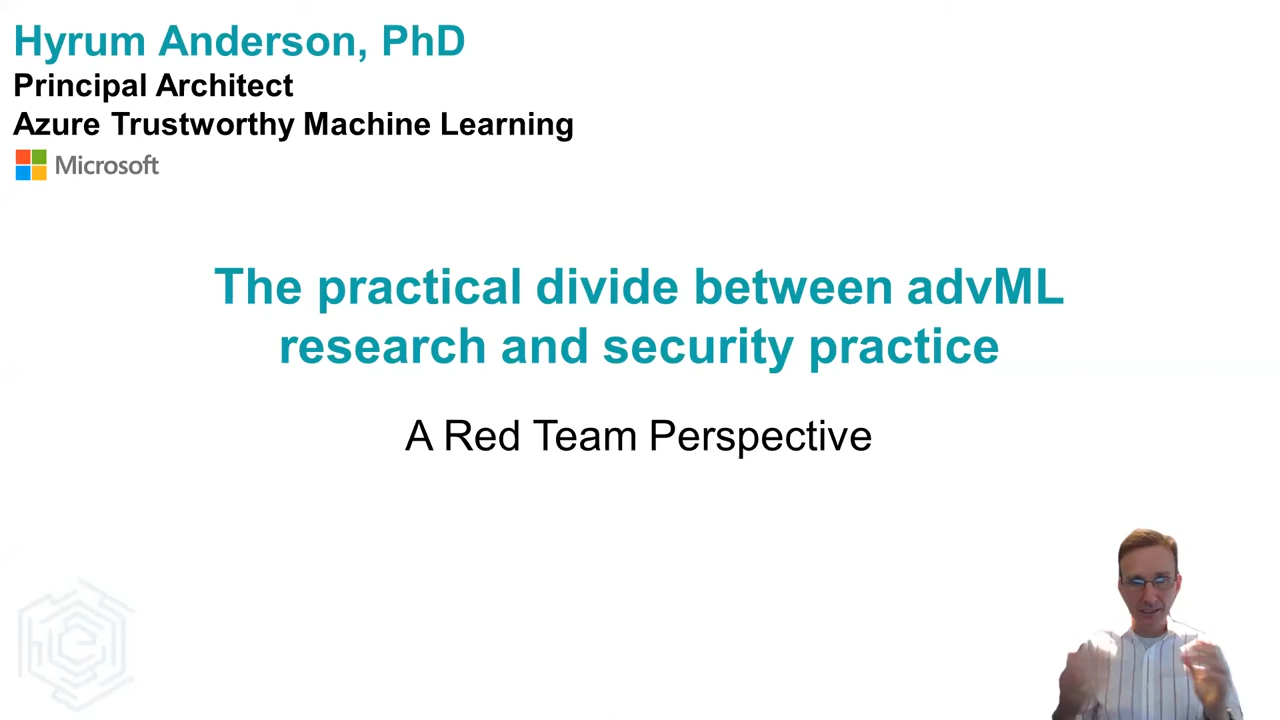 Hyrum Anderson, PhD
Principal Architect
Azure Trustworthy Machine Learning
Microsoft
The practical divide between advML
research and security practice
A Red Team Perspective